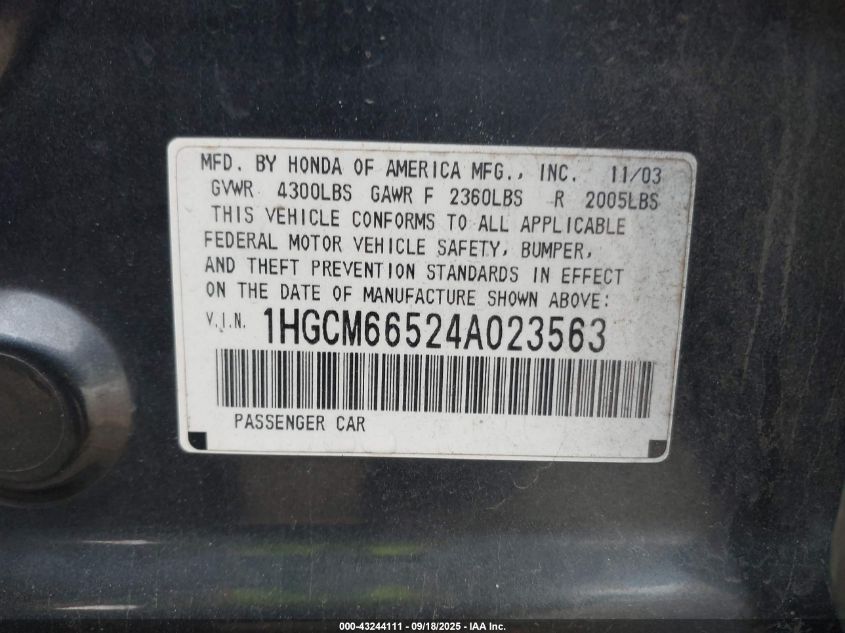 MFD. BY HONDA OF AMERICA MFG., INC. 11/03
GVWR 4300LBS GAWR F 2360LBS R 2005LBS
THIS VEHICLE CONFORMS TO ALL APPLICABLE
FEDERAL MOTOR VEHICLE SAFETY, BUMPER,
AND THEFT PREVENTION STANDARDS IN EFFECT
ON THE DATE OF MANUFACTURE SHOWN ABOVE:
V.I.N. 1HGCM66524A023563
PASSENGER CAR
000-43244111 - 09/18/2025 - IAA Inc.